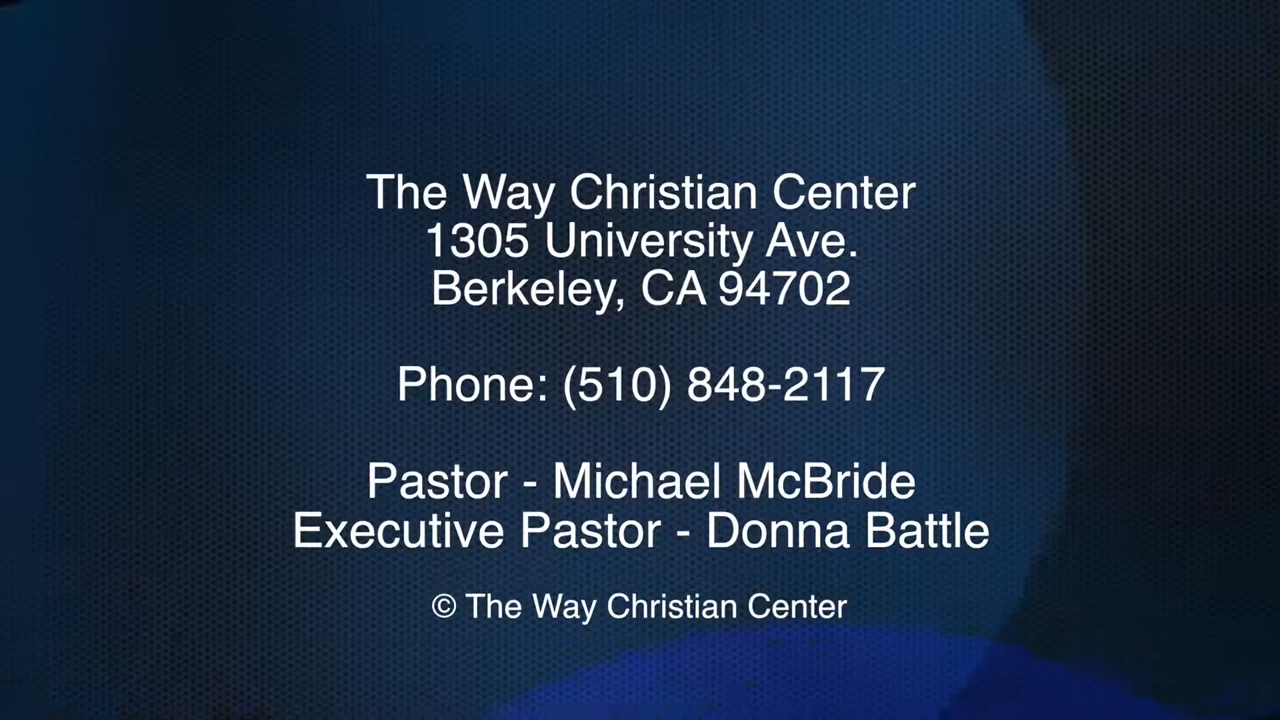 The Way Christian Center
1305 University Ave.
Berkeley, CA 94702
Phone: (510) 848-2117
Pastor - Michael McBride
Executive Pastor - Donna Battle
© The Way Christian Center